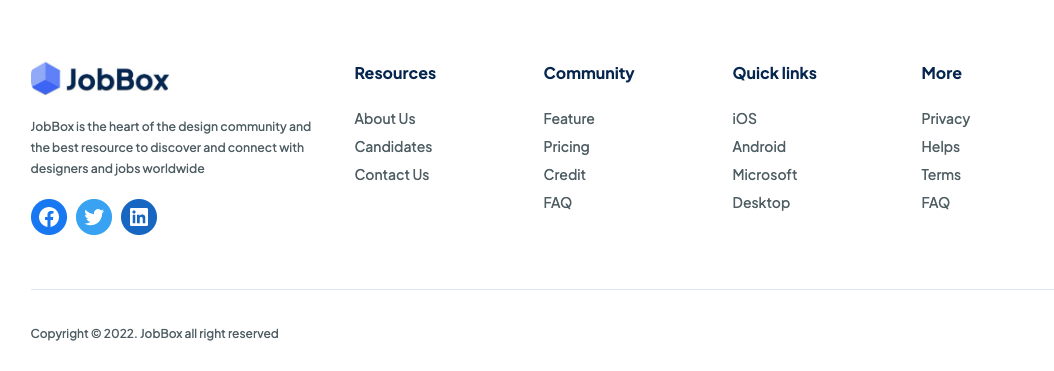 JobBox
JobBox is the heart of the design community and
the best resource to discover and connect with
designers and jobs worldwide
Resources
About Us
Candidates
Contact Us
Community
Feature
Pricing
Credit
FAQ
Quick links
iOS
Android
Microsoft
Desktop
More
Privacy
Helps
Terms
FAQ
Copyright © 2022. JobBox all right reserved